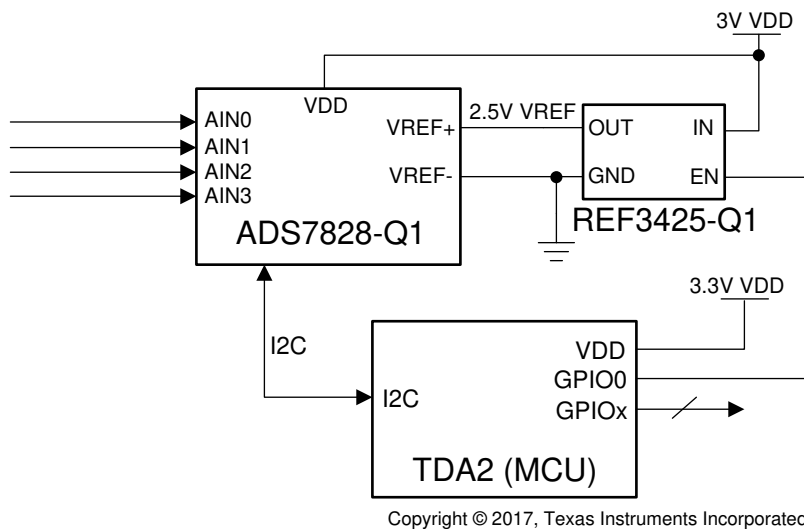 3V VDD
VDD
AIN0
AIN1
AIN2
AIN3
VREF+
VREF-
ADS7828-Q1
2.5V VREF
OUT
IN
GND
EN
REF3425-Q1
3.3V VDD
I2C
VDD
GPIO0
GPIOx
I2C
TDA2 (MCU)
Copyright © 2017, Texas Instruments Incorporated